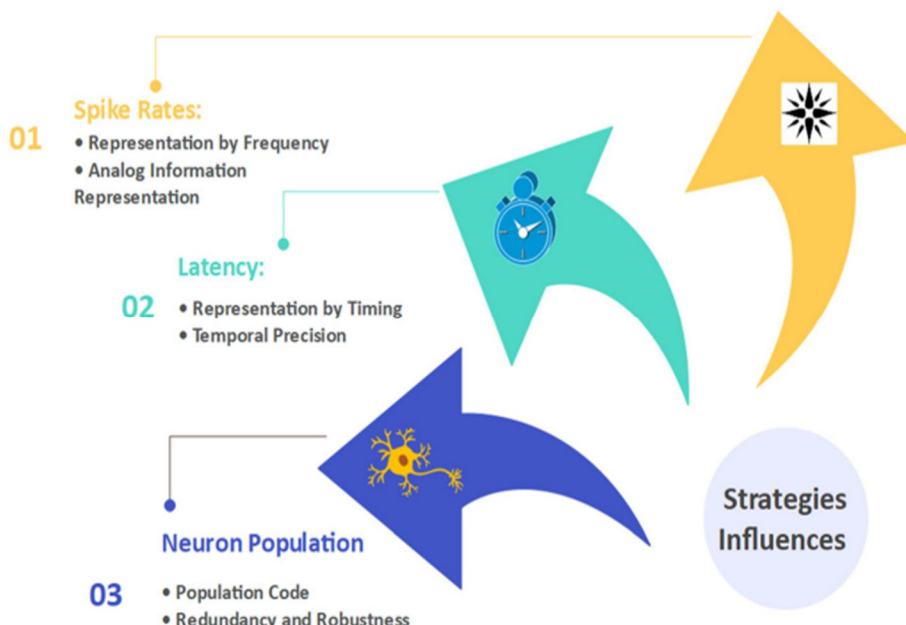 Spike Rates:
01
• Representation by Frequency
• Analog Information
Representation
Latency:
02
• Representation by Timing
• Temporal Precision
Neuron Population
03
• Population Code
• Redundancy and Robustness
Strategies
Influences